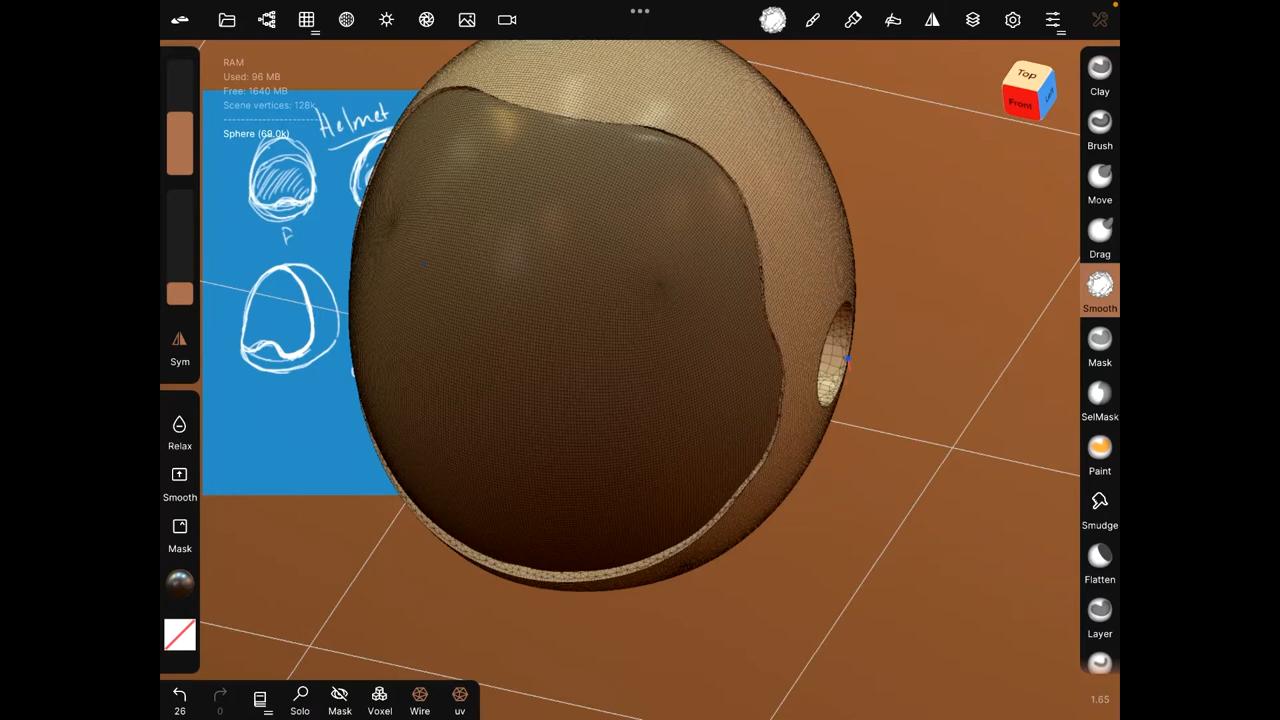 RAM
Used: 96 MB
Free: 1640 MB
Scene vertices: 128k
Sphere (69.0k)
Helmet
F
Top
Front
Left
Clay
Brush
Move
Drag
Smooth
Mask
SelMask
Paint
Smudge
Flatten
Layer
Sym
Relax
Smooth
Mask
26
0
Solo
Mask
Voxel
Wire
uv
1.65